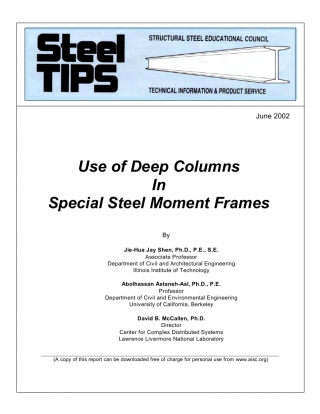 Steel
TIPS
STRUCTURAL STEEL EDUCATIONAL COUNCIL
TECHNICAL INFORMATION & PRODUCT SERVICE
June 2002
Use of Deep Columns
In
Special Steel Moment Frames
By
Jie-Hua Jay Shen, Ph.D., P.E., S.E.
Associate Professor
Department of Civil and Architectural Engineering
Illinois Institute of Technology
Abolhassan Astaneh-Asl, Ph.D., P.E.
Professor
Department of Civil and Environmental Engineering
University of California, Berkeley
David B. McCallen, Ph.D.
Director
Center for Complex Distributed Systems
Lawrence Livermore National Laboratory
(A copy of this report can be downloaded free of charge for personal use from www.aisc.org)